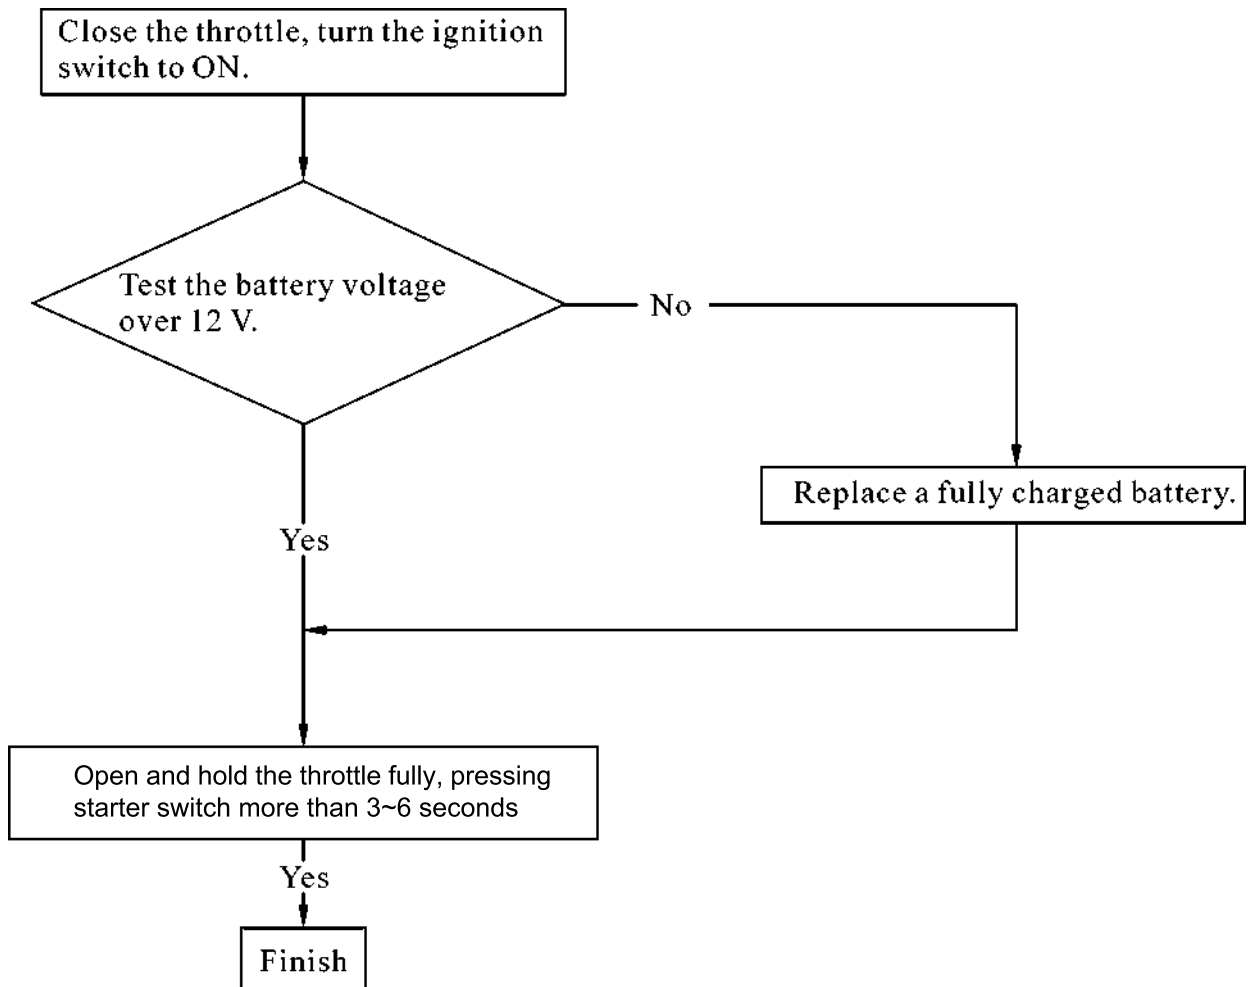 Close the throttle, turn the ignition
switch to ON.
Test the battery voltage
over 12 V.
No
Replace a fully charged battery.
Yes
Open and hold the throttle fully, pressing
starter switch more than 3~6 seconds
Yes
Finish